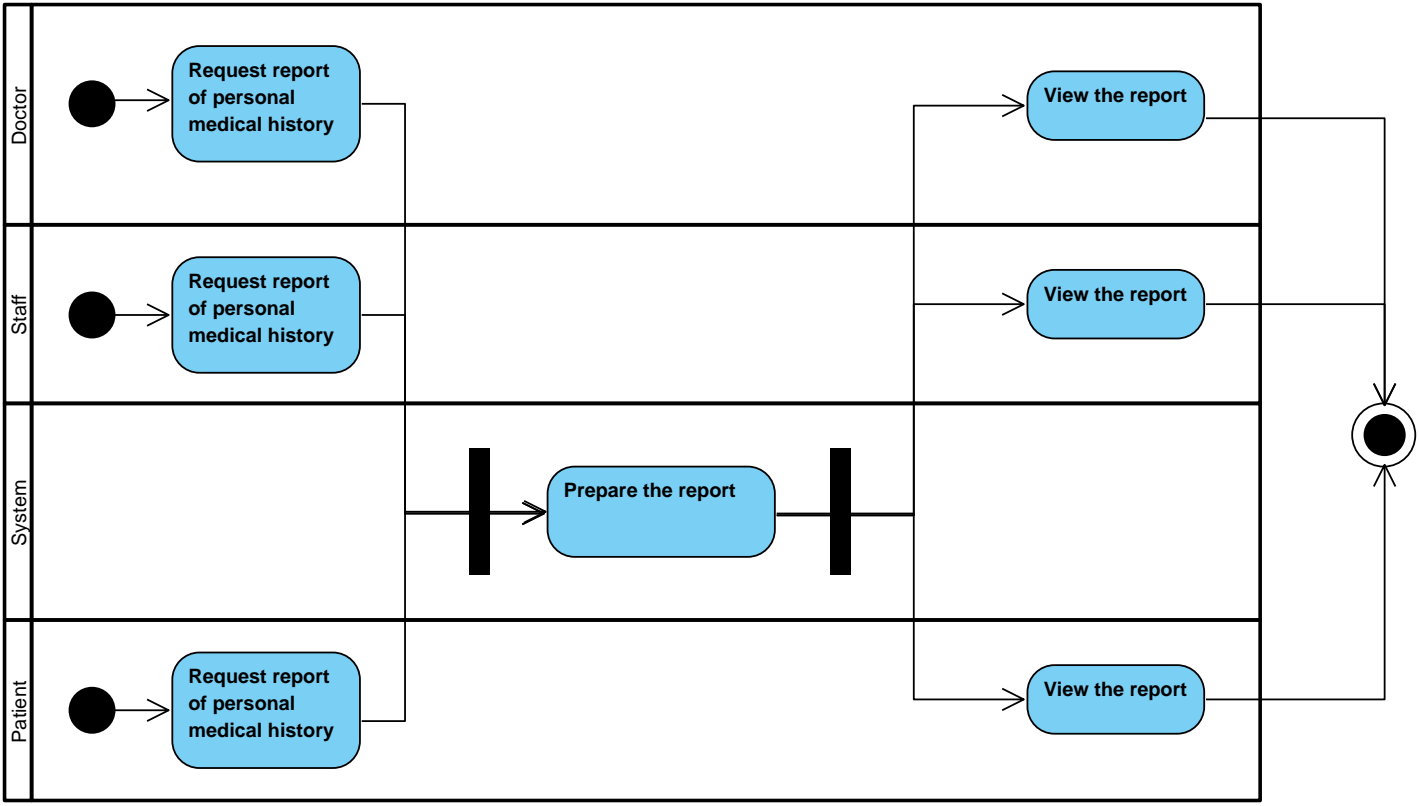 Doctor
Request report
of personal
medical history
View the report
Staff
Request report
of personal
medical history
View the report
System
Prepare the report
Patient
Request report
of personal
medical history
View the report